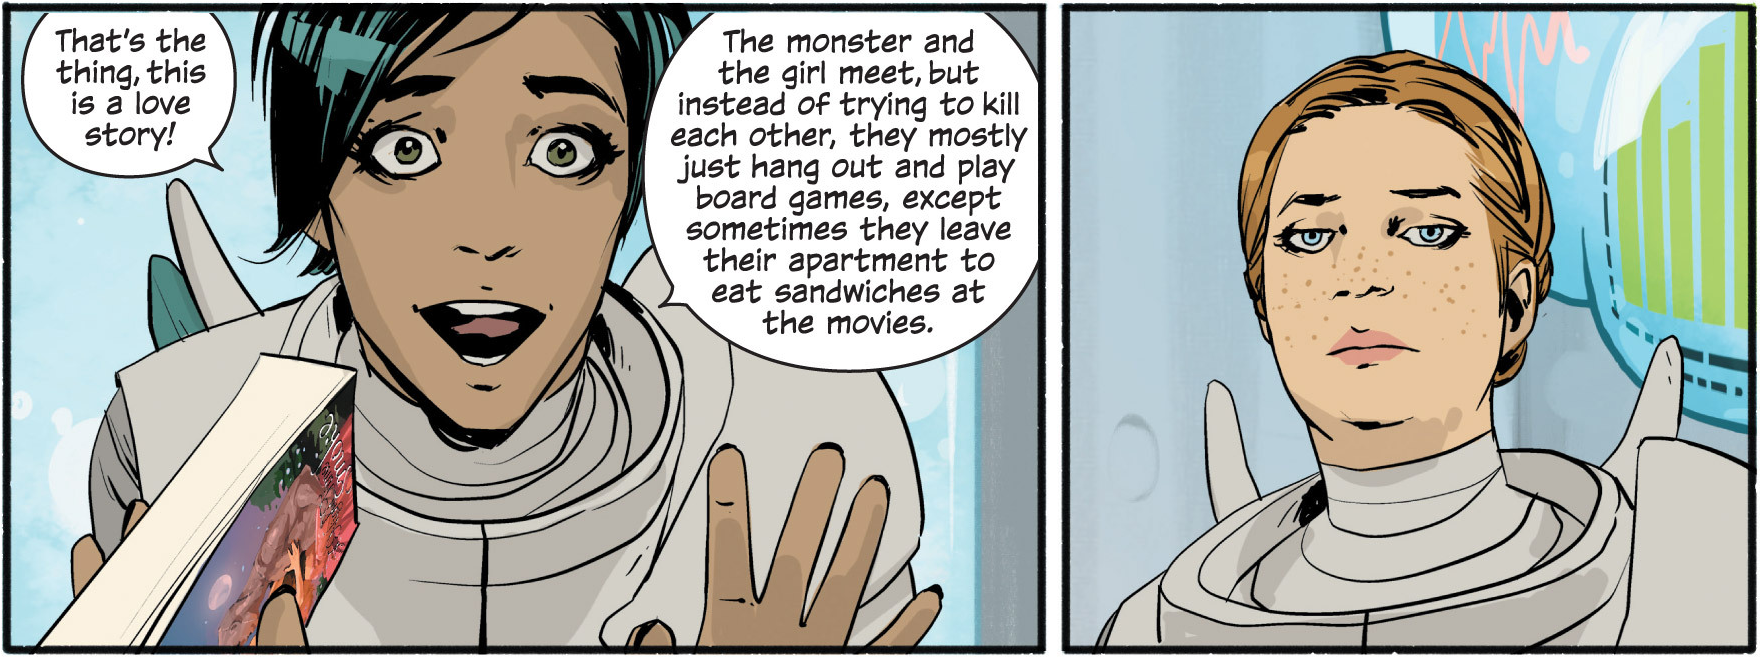 That's the
thing, this
is a love
story!
The monster and
the girl meet, but
instead of trying to kill
each other, they mostly
just hang out and play
board games, except
sometimes they leave
their apartment to
eat sandwiches at
the movies.